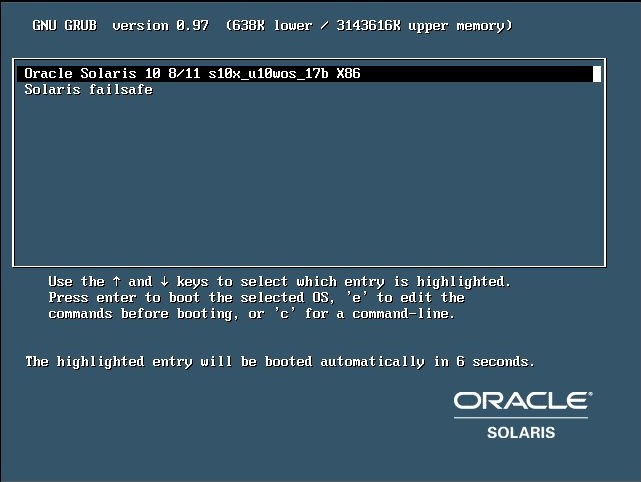 GNU GRUB version 0.97 (638K lower / 3143616K upper memory)
Oracle Solaris 10 8/11 s10x_u10wos_17b X86
Solaris failsafe
Use the ↑ and ↓ keys to select which entry is highlighted.
Press enter to boot the selected OS, 'e' to edit the
commands before booting, or 'c' for a command-line.
The highlighted entry will be booted automatically in 6 seconds.
ORACLE®
SOLARIS